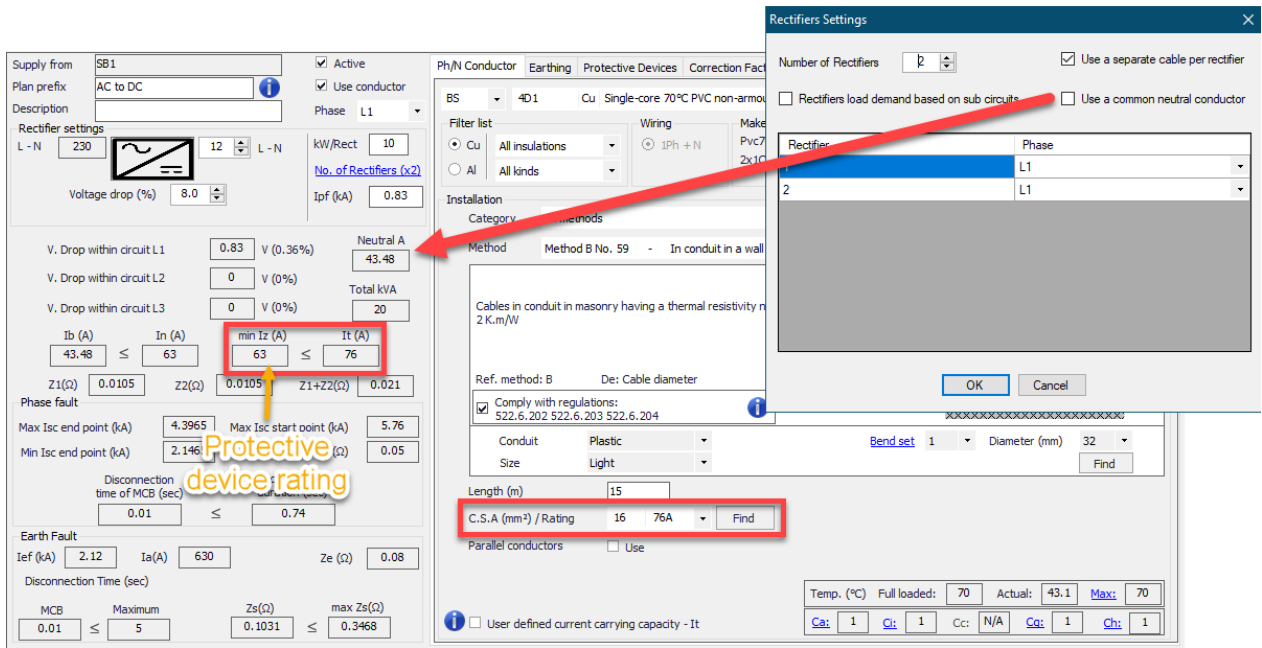 Rectifiers Settings
Number of Rectifiers 2
Use a separate cable per rectifier
Rectifiers load demand based on sub circuits
Use a common neutral conductor
Rectifier Phase
L1
2 L1
OK Cancel
Supply from SB1
Active
Plan prefix AC to DC
Use conductor
Description
Phase L1
Rectifier settings
L - N 230 12 L - N
kW/Rect 10
No. of Rectifiers (x2)
Voltage drop (%) 8.0
Ipf (kA) 0.83
V. Drop within circuit L1 0.83 V (0.36%)
Neutral A
43.48
V. Drop within circuit L2 0 V (0%)
Total kVA
V. Drop within circuit L3 0 V (0%) 20
Ib (A) In (A) min Iz (A) It (A)
43.48 ≤ 63 63 ≤ 76
Z1(Ω) 0.0105 Z2(Ω) 0.0105 Z1+Z2(Ω) 0.021
Phase fault
Max Isc end point (kA) 4.3965 Max Isc start point (kA) 5.76
Min Isc end point (kA) (Ω) 0.05
Protective
device rating
Disconnection
time of MCB (sec)
0.01 ≤ 0.74
Earth Fault
Ief (kA) 2.12 Ia(A) 630 Ze (Ω) 0.08
Disconnection Time (sec)
MCB Maximum Zs(Ω) max Zs(Ω)
0.01 ≤ 5 0.1031 ≤ 0.3468
Ph/N Conductor Earthing Protective Devices Correction Fact
BS 4D1 Cu Single-core 70°C PVC non-armou
Filter list Wiring Make
Cu All insulations 1Ph + N Pvc7
Al All kinds
Installation
Category
Method Method B No. 59 - In conduit in a wall
Cables in conduit in masonry having a thermal resistivity n
2 K.m/W
Ref. method: B De: Cable diameter
Comply with regulations:
522.6.202 522.6.203 522.6.204
Conduit Plastic Bend set 1 Diameter (mm) 32
Size Light Find
Length (m) 15
C.S.A (mm²) / Rating 16 76A Find
Parallel conductors Use
Temp. (°C) Full loaded: 70 Actual: 43.1 Max: 70
User defined current carrying capacity - It
Ca: 1 Ci: 1 Cc: N/A Cg: 1 Ch: 1